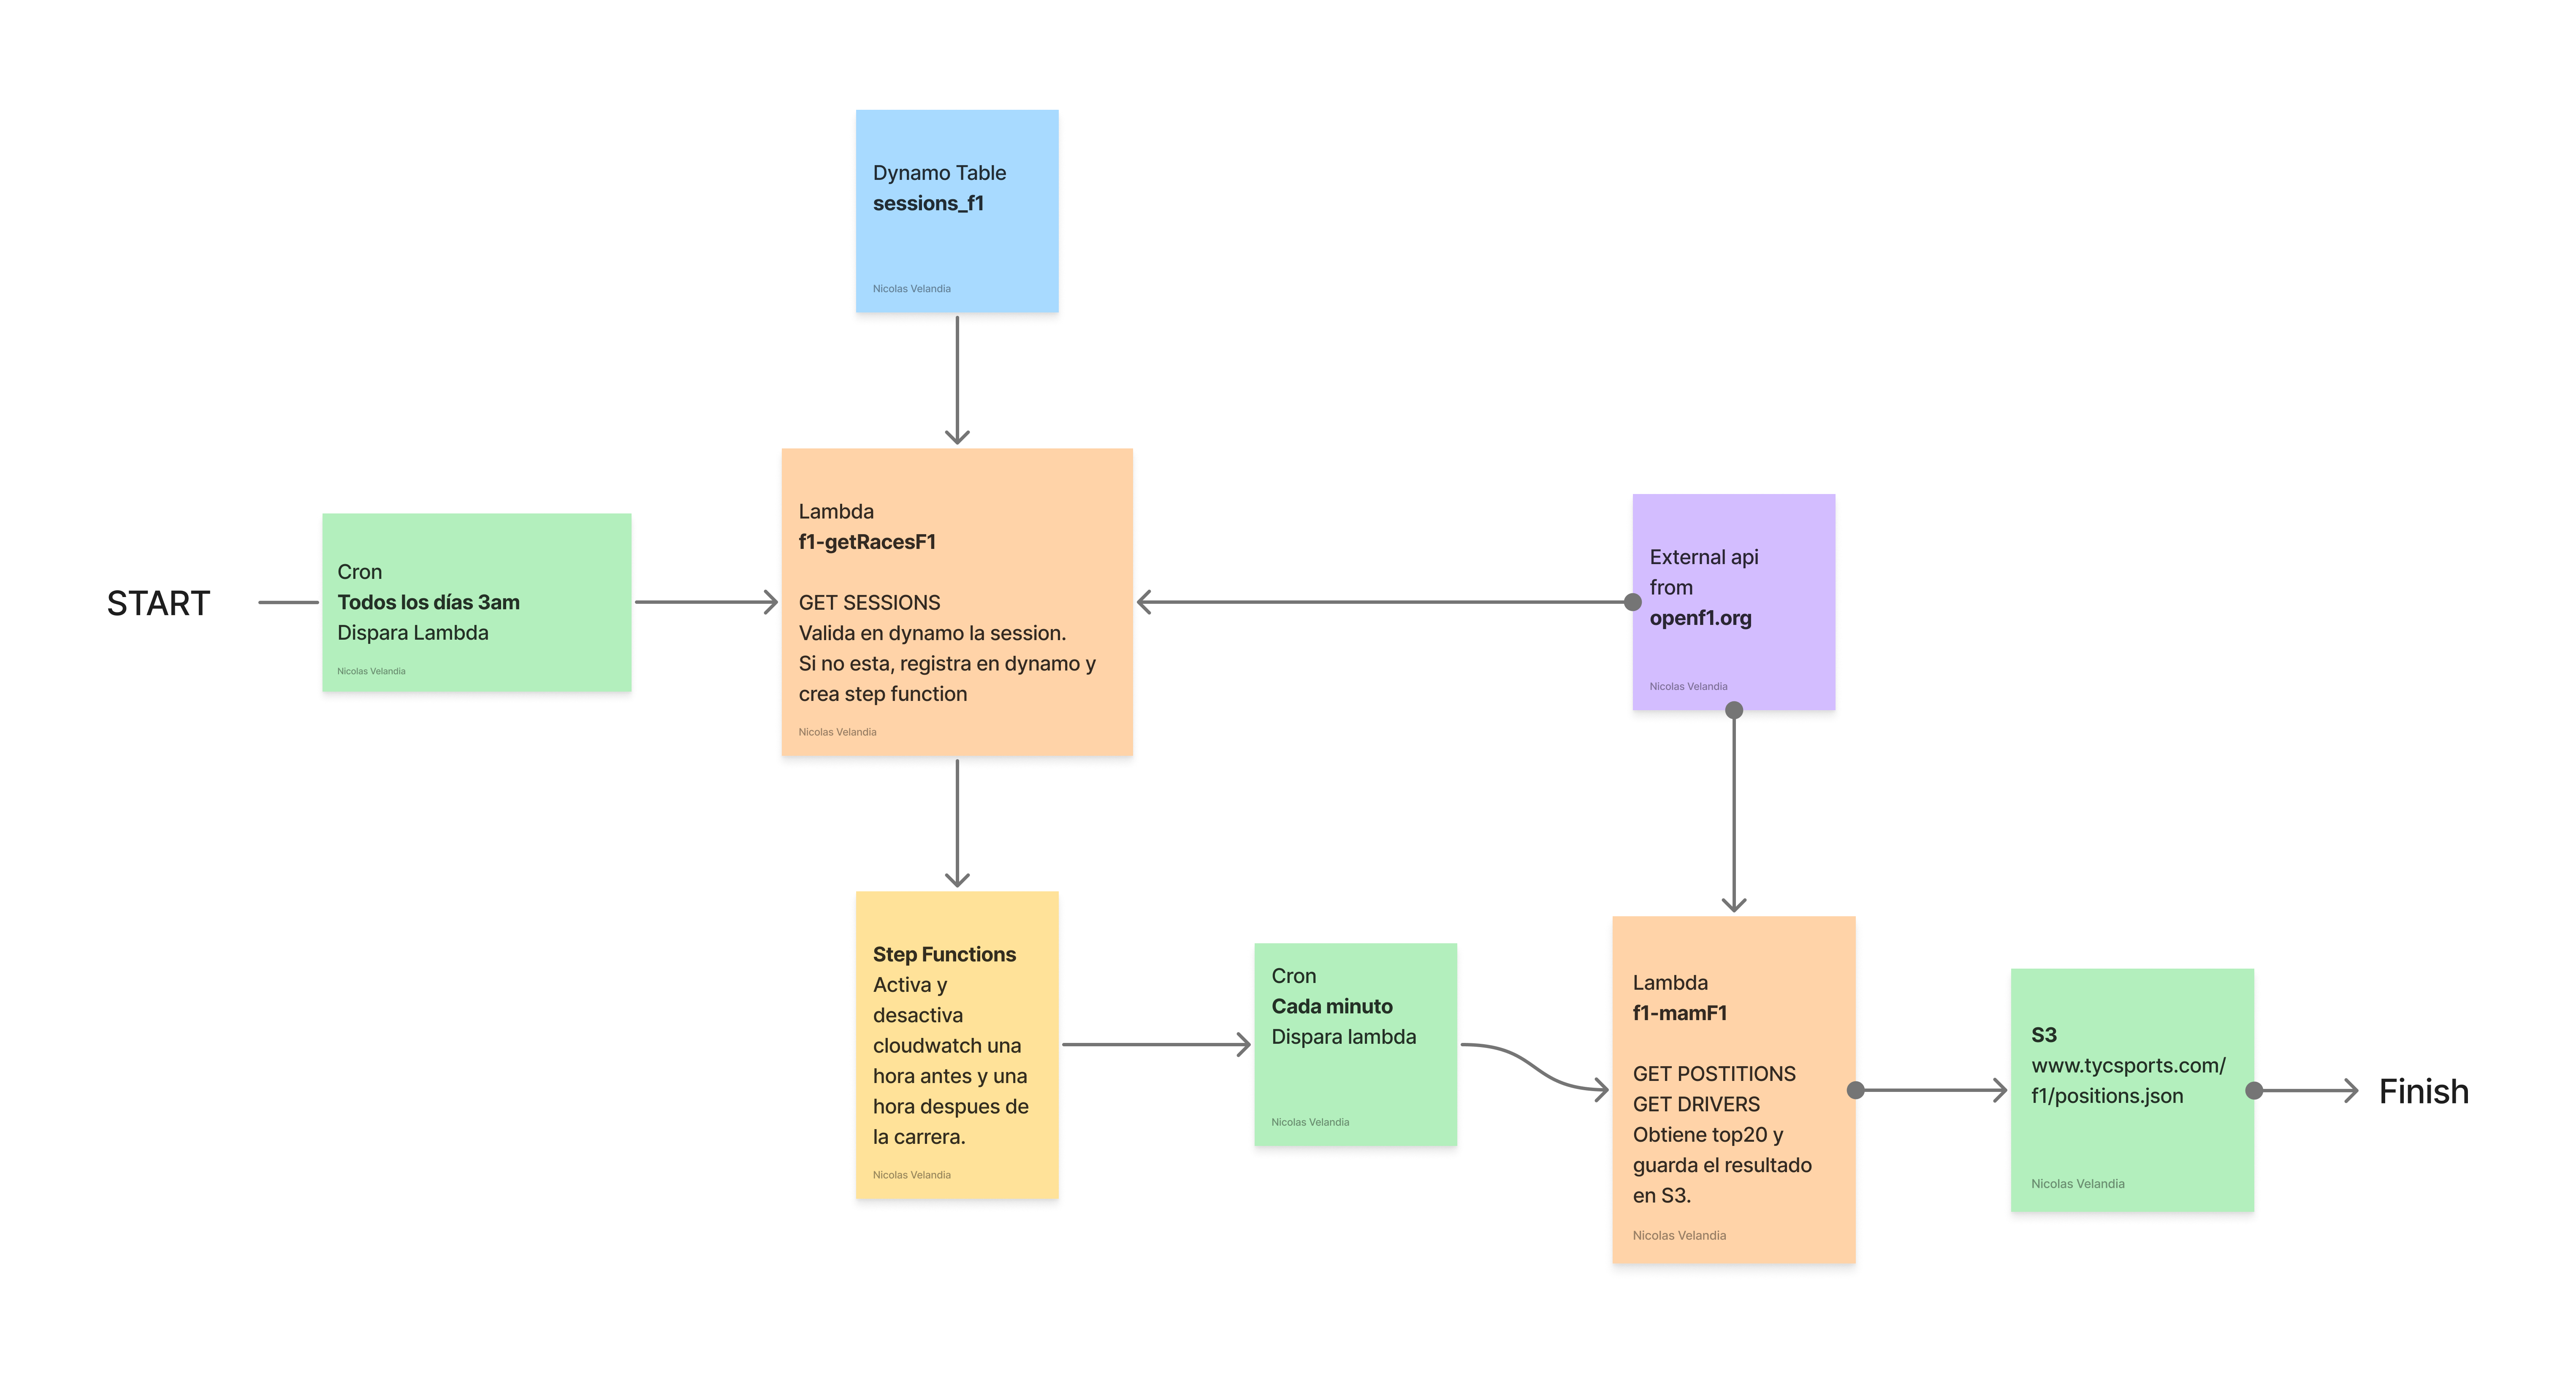 Dynamo Table
sessions_f1
Nicolas Velandia
START
Cron
Todos los días 3am
Dispara Lambda
Nicolas Velandia
Lambda
f1-getRacesF1
GET SESSIONS
Valida en dynamo la session.
Si no esta, registra en dynamo y
crea step function
Nicolas Velandia
External api
from
openf1.org
Nicolas Velandia
Step Functions
Activa y
desactiva
cloudwatch una
hora antes y una
hora despues de
la carrera.
Nicolas Velandia
Cron
Cada minuto
Dispara lambda
Nicolas Velandia
Lambda
f1-mamF1
GET POSTITIONS
GET DRIVERS
Obtiene top20 y
guarda el resultado
en S3.
Nicolas Velandia
S3
www.tycsports.com/
f1/positions.json
Nicolas Velandia
Finish